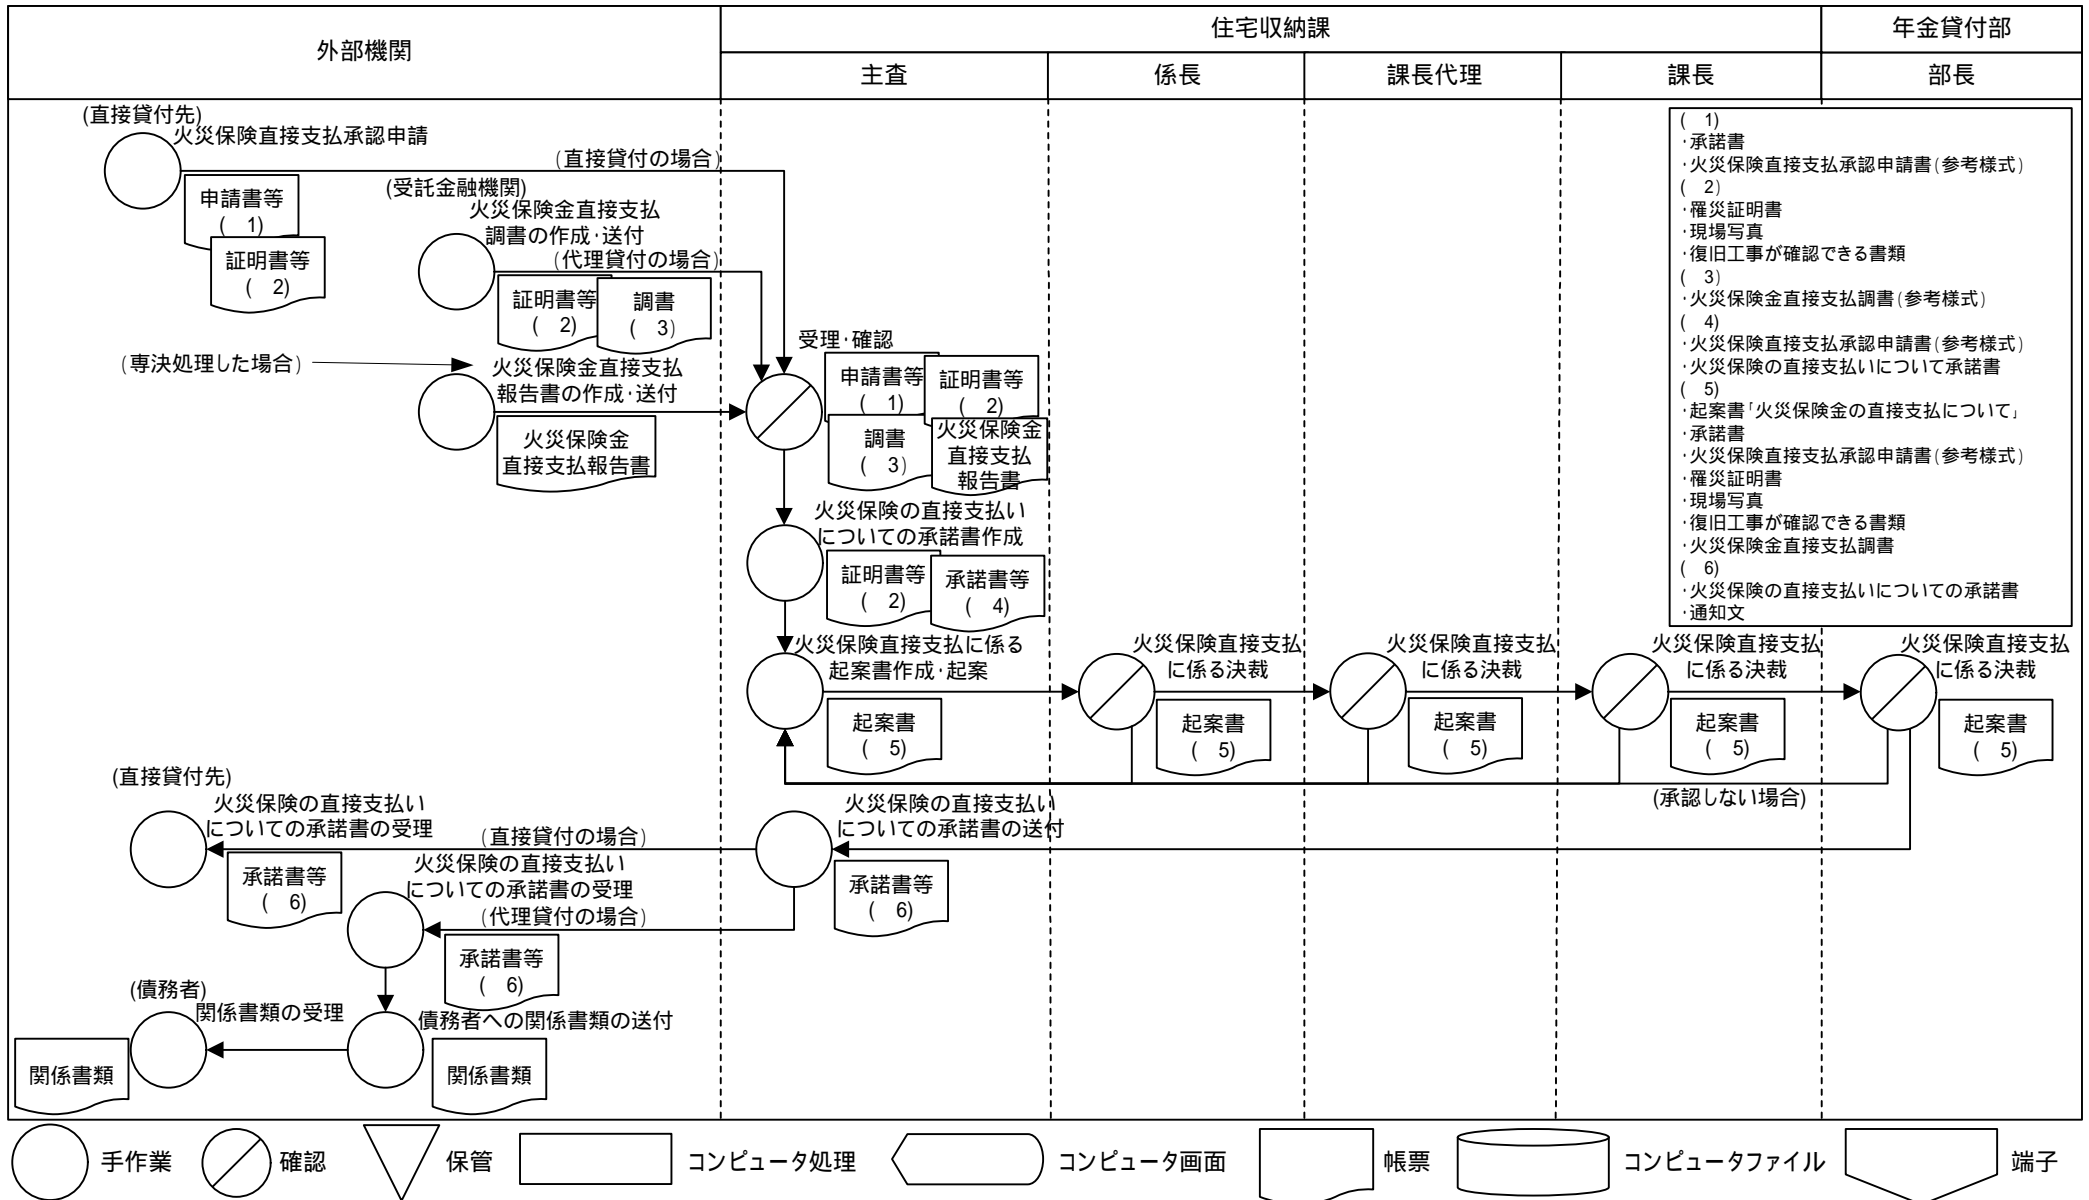 外部機関
住宅収納課
年金貸付部
主査
係長
課長代理
課長
部長
(直接貸付先)
火災保険直接支払承認申請
(直接貸付の場合)
申請書等
( 1)
証明書等
( 2)
(受託金融機関)
火災保険金直接支払
調書の作成・送付
(代理貸付の場合)
証明書等
( 2)
調書
( 3)
(専決処理した場合)
火災保険金直接支払
報告書の作成・送付
火災保険金
直接支払報告書
受理・確認
申請書等
( 1)
証明書等
( 2)
調書
( 3)
火災保険金
直接支払
報告書
火災保険の直接支払い
についての承諾書作成
証明書等
( 2)
承諾書等
( 4)
( 1)
・承諾書
・火災保険直接支払承認申請書(参考様式)
( 2)
・罹災証明書
・現場写真
・復旧工事が確認できる書類
( 3)
・火災保険金直接支払調書(参考様式)
( 4)
・火災保険直接支払承認申請書(参考様式)
・火災保険の直接支払いについて承諾書
( 5)
・起案書「火災保険金の直接支払について」
・承諾書
・火災保険直接支払承認申請書(参考様式)
・罹災証明書
・現場写真
・復旧工事が確認できる書類
・火災保険金直接支払調書
( 6)
・火災保険の直接支払いについての承諾書
・通知文
火災保険直接支払に係る
起案書作成・起案
起案書
( 5)
火災保険直接支払
に係る決裁
起案書
( 5)
火災保険直接支払
に係る決裁
起案書
( 5)
火災保険直接支払
に係る決裁
起案書
( 5)
火災保険直接支払
に係る決裁
起案書
( 5)
(承認しない場合)
(直接貸付先)
火災保険の直接支払い
についての承諾書の受理
(直接貸付の場合)
承諾書等
( 6)
火災保険の直接支払い
についての承諾書の送付
承諾書等
( 6)
火災保険の直接支払い
についての承諾書の受理
(代理貸付の場合)
承諾書等
( 6)
(債務者)
関係書類の受理
関係書類
債務者への関係書類の送付
関係書類
手作業
確認
保管
コンピュータ処理
コンピュータ画面
帳票
コンピュータファイル
端子